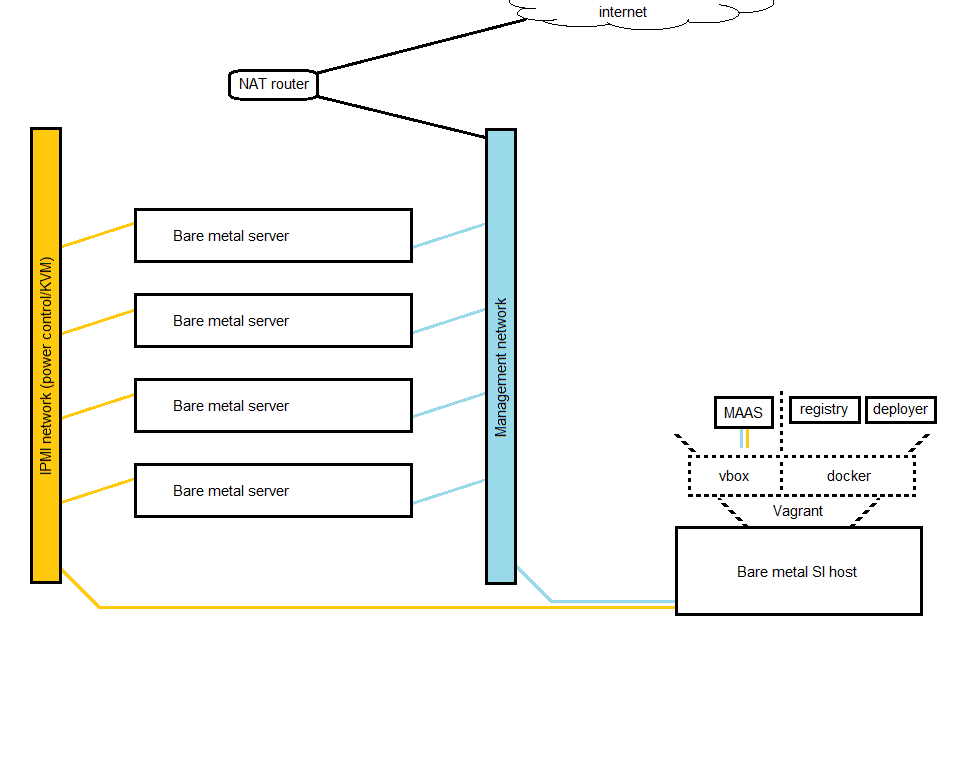 internet
NAT router
IPMI network (power control/KVM)
Bare metal server
Bare metal server
Bare metal server
Bare metal server
Management network
MAAS
registry
deployer
vbox
docker
Vagrant
Bare metal SI host